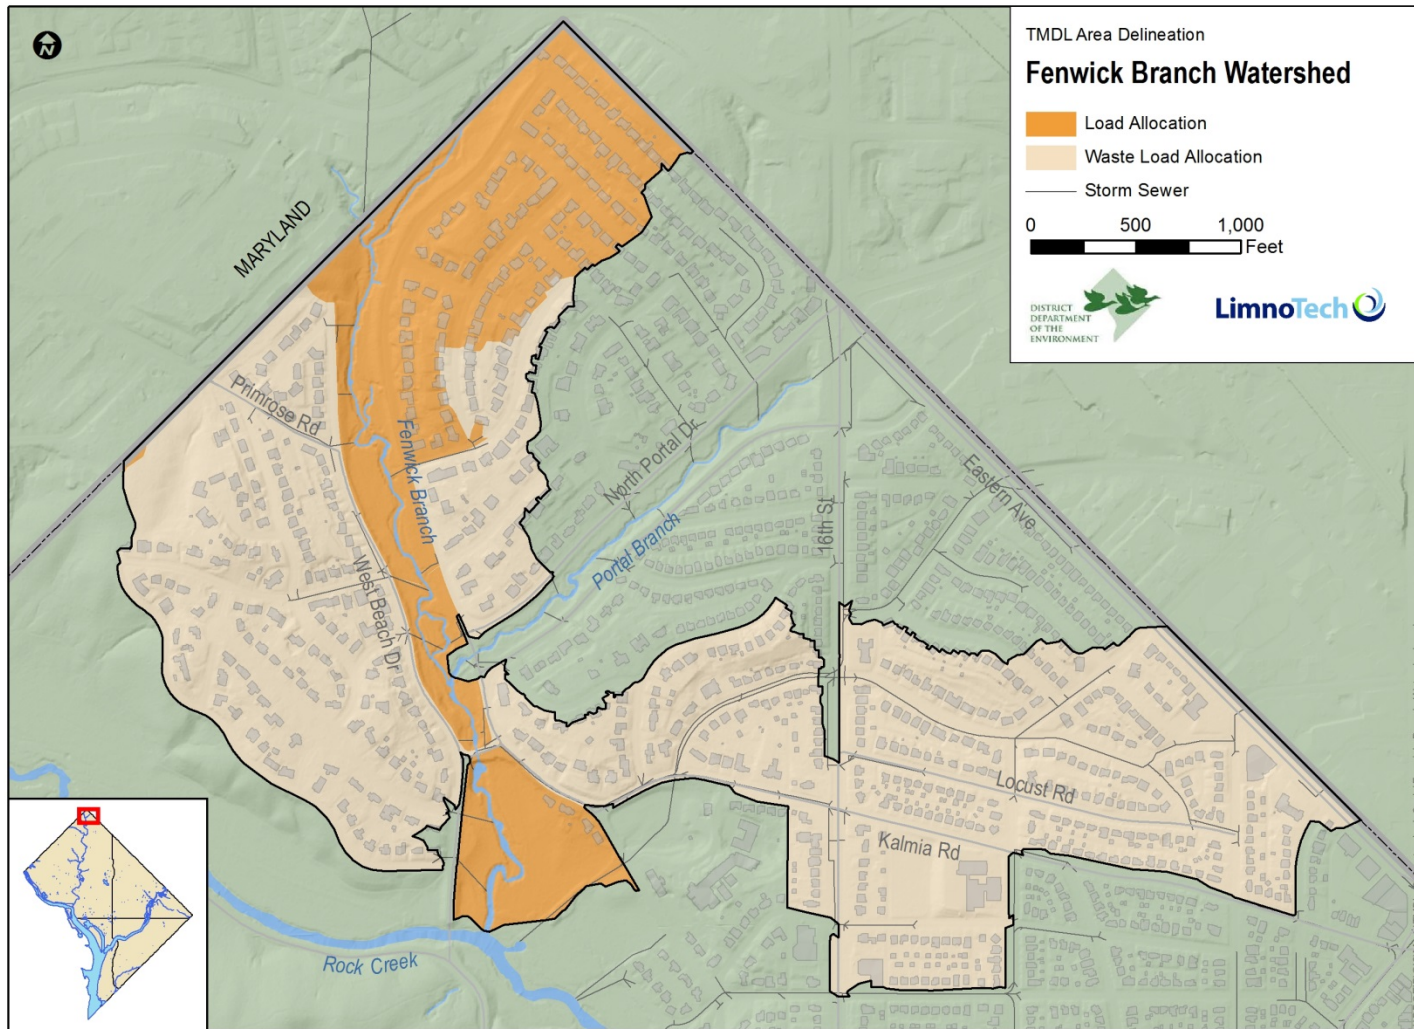 N
TMDL Area Delineation
Fenwick Branch Watershed
Load Allocation
Waste Load Allocation
Storm Sewer
0 500 1,000
Feet
DISTRICT
DEPARTMENT
OF THE
ENVIRONMENT
LimnoTech
MARYLAND
Primrose Rd
Fenwick Branch
North Portal Dr
Portal Branch
16th St
Eastern Ave
West Beach Dr
Locust Rd
Kalmia Rd
Rock Creek